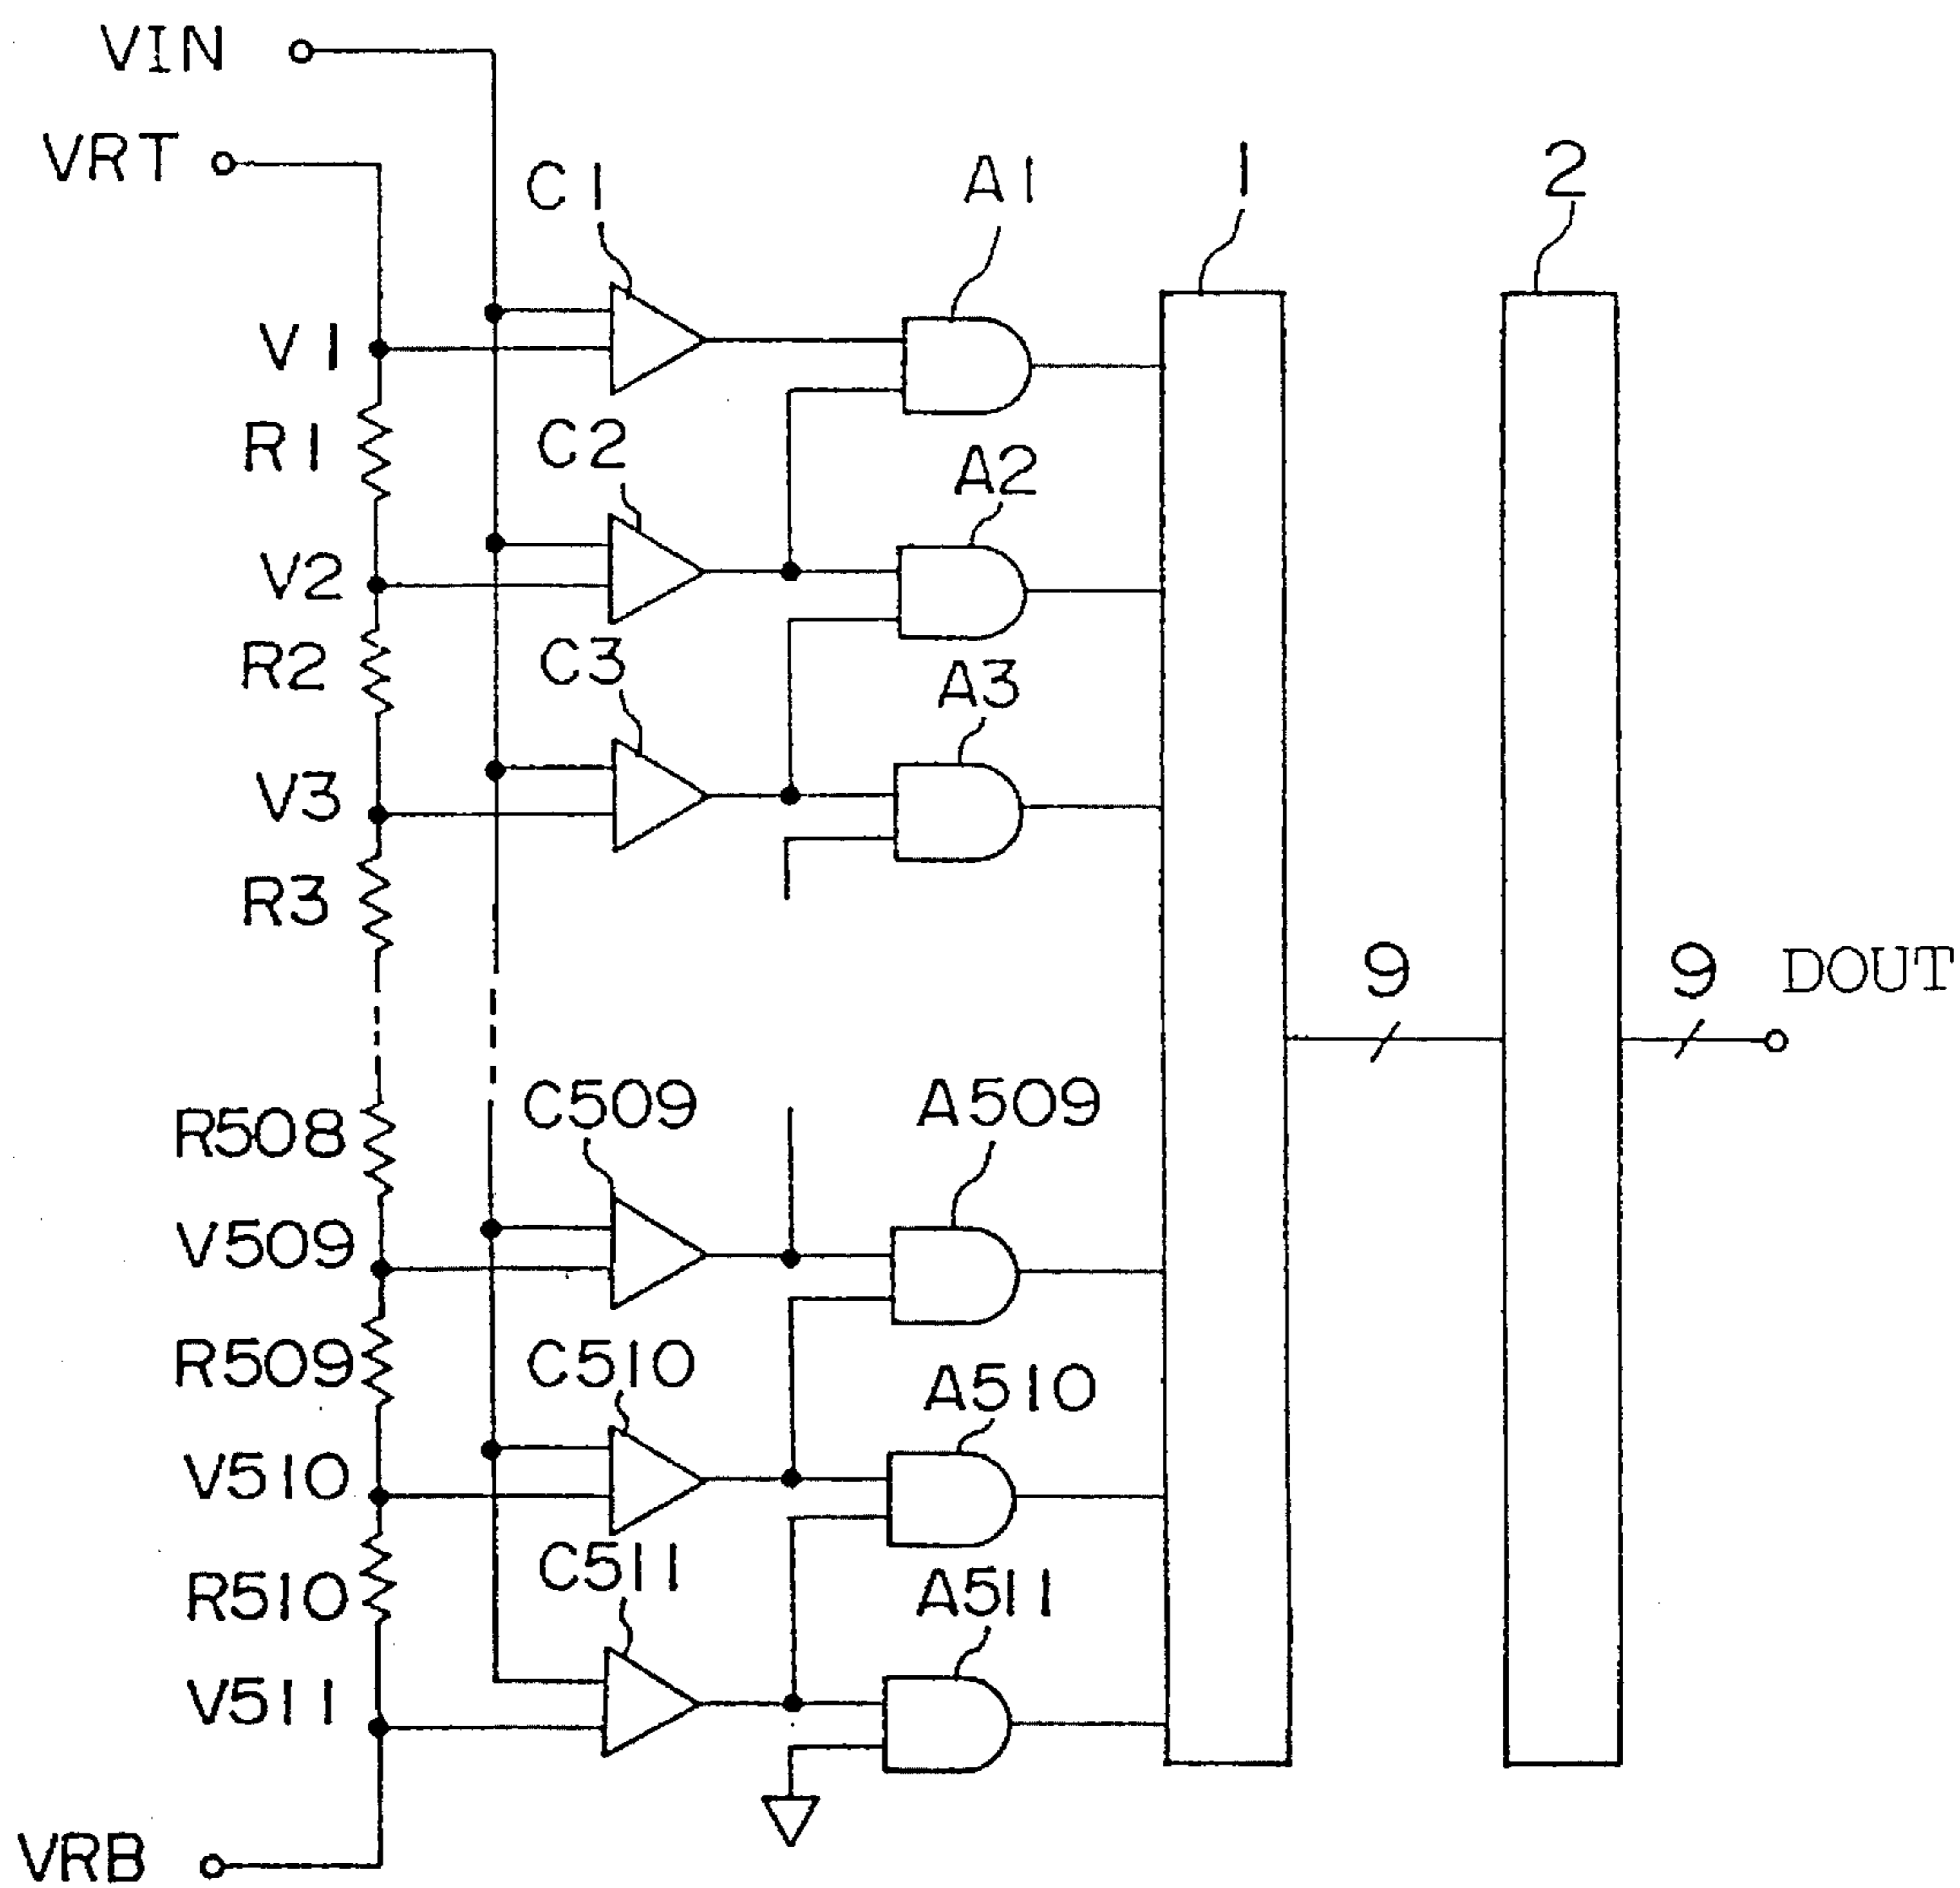 VIN
VRT
C1
A1
1
2
V1
R1
C2
A2
V2
R2
C3
A3
V3
R3
9
9
DOUT
R508
C509
A509
V509
R509
C510
A510
V510
C511
R510
A511
V511
VRB